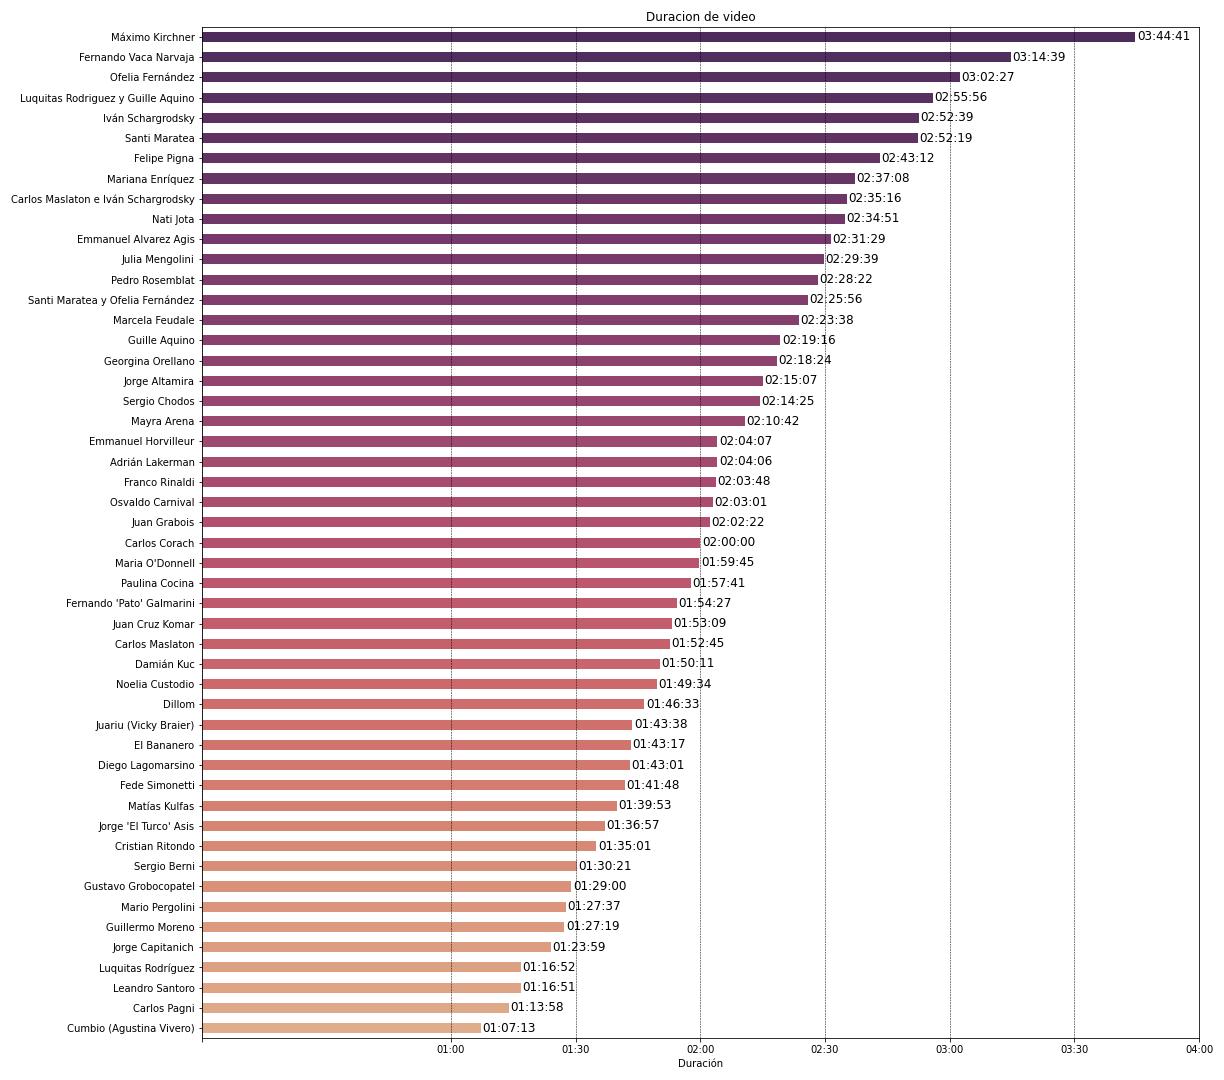 Duracion de video
Máximo Kirchner 03:44:41
Fernando Vaca Narvaja 03:14:39
Ofelia Fernández 03:02:27
Luquitas Rodriguez y Guille Aquino 02:55:56
Iván Schargrodsky 02:52:39
Santi Maratea 02:52:19
Felipe Pigna 02:43:12
Mariana Enríquez 02:37:08
Carlos Maslaton e Iván Schargrodsky 02:35:16
Nati Jota 02:34:51
Emmanuel Alvarez Agis 02:31:29
Julia Mengolini 02:29:39
Pedro Rosemblat 02:28:22
Santi Maratea y Ofelia Fernández 02:25:56
Marcela Feudale 02:23:38
Guille Aquino 02:19:16
Georgina Orellano 02:18:24
Jorge Altamira 02:15:07
Sergio Chodos 02:14:25
Mayra Arena 02:10:42
Emmanuel Horvilleur 02:04:07
Adrián Lakerman 02:04:06
Franco Rinaldi 02:03:48
Osvaldo Carnival 02:03:01
Juan Grabois 02:02:22
Carlos Corach 02:00:00
Maria O'Donnell 01:59:45
Paulina Cocina 01:57:41
Fernando 'Pato' Galmarini 01:54:27
Juan Cruz Komar 01:53:09
Carlos Maslaton 01:52:45
Damián Kuc 01:50:11
Noelia Custodio 01:49:34
Dillom 01:46:33
Juariu (Vicky Braier) 01:43:38
El Bananero 01:43:17
Diego Lagomarsino 01:43:01
Fede Simonetti 01:41:48
Matías Kulfas 01:39:53
Jorge 'El Turco' Asis 01:36:57
Cristian Ritondo 01:35:01
Sergio Berni 01:30:21
Gustavo Grobocopatel 01:29:00
Mario Pergolini 01:27:37
Guillermo Moreno 01:27:19
Jorge Capitanich 01:23:59
Luquitas Rodríguez 01:16:52
Leandro Santoro 01:16:51
Carlos Pagni 01:13:58
Cumbio (Agustina Vivero) 01:07:13
01:00 01:30 02:00 02:30 03:00 03:30 04:00
Duración